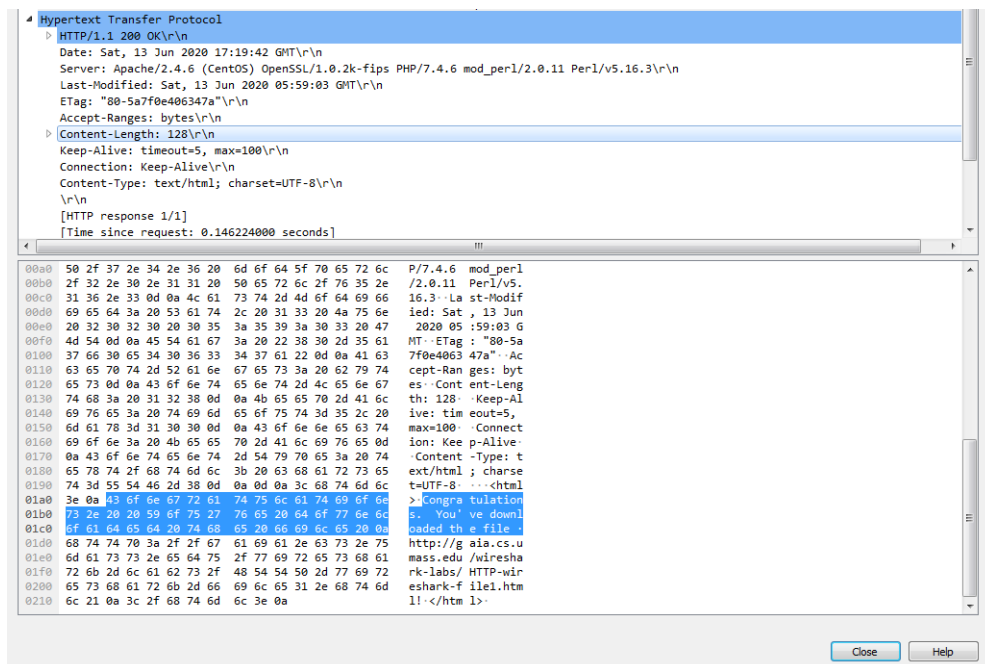 Hypertext Transfer Protocol
HTTP/1.1 200 OK\r\n
Date: Sat, 13 Jun 2020 17:19:42 GMT\r\n
Server: Apache/2.4.6 (CentOS) OpenSSL/1.0.2k-fips PHP/7.4.6 mod_perl/2.0.11 Perl/v5.16.3\r\n
Last-Modified: Sat, 13 Jun 2020 05:59:03 GMT\r\n
ETag: "80-5a7f0e406347a"\r\n
Accept-Ranges: bytes\r\n
Content-Length: 128\r\n
Keep-Alive: timeout=5, max=100\r\n
Connection: Keep-Alive\r\n
Content-Type: text/html; charset=UTF-8\r\n
\r\n
[HTTP response 1/1]
[Time since request: 0.146224000 seconds]
00a0 50 2f 37 2e 34 2e 36 20 6d 6f 64 5f 70 65 72 6c P/7.4.6 mod_perl
00b0 2f 32 2e 30 2e 31 31 20 50 65 72 6c 2f 76 35 2e /2.0.11 Perl/v5.
00c0 31 36 2e 33 0d 0a 4c 61 73 74 2d 4d 6f 64 69 66 16.3··La st-Modif
00d0 69 65 64 3a 20 53 61 74 2c 20 31 33 20 4a 75 6e ied: Sat , 13 Jun
00e0 20 32 30 32 30 20 30 35 3a 35 39 3a 30 33 20 47 2020 05 :59:03 G
00f0 4d 54 0d 0a 45 54 61 67 3a 20 22 38 30 2d 35 61 MT··ETag : "80-5a
0100 37 66 30 65 34 30 36 33 34 37 61 22 0d 0a 41 63 7f0e4063 47a"··Ac
0110 63 65 70 74 2d 52 61 6e 67 65 73 3a 20 62 79 74 cept-Ran ges: byt
0120 65 73 0d 0a 43 6f 6e 74 65 6e 74 2d 4c 65 6e 67 es··Cont ent-Leng
0130 74 68 3a 20 31 32 38 0d 0a 4b 65 65 70 2d 41 6c th: 128· ·Keep-Al
0140 69 76 65 3a 20 74 69 6d 65 6f 75 74 3d 35 2c 20 ive: tim eout=5,
0150 6d 61 78 3d 31 30 30 0d 0a 43 6f 6e 6e 65 63 74 max=100· ·Connect
0160 69 6f 6e 3a 20 4b 65 65 70 2d 41 6c 69 76 65 0d ion: Kee p-Alive·
0170 0a 43 6f 6e 74 65 6e 74 2d 54 79 70 65 3a 20 74 ·Content -Type: t
0180 65 78 74 2f 68 74 6d 6c 3b 20 63 68 61 72 73 65 ext/html ; charse
0190 74 3d 55 54 46 2d 38 0d 0a 0d 0a 3c 68 74 6d 6c t=UTF-8· ···<html
01a0 3e 0a 43 6f 6e 67 72 61 74 75 6c 61 74 69 6f 6e >·Congra tulation
01b0 73 2e 20 20 59 6f 75 27 76 65 20 64 6f 77 6e 6c s. You' ve downl
01c0 6f 61 64 65 64 20 74 68 65 20 66 69 6c 65 20 0a oaded th e file ·
01d0 68 74 74 70 3a 2f 2f 67 61 69 61 2e 63 73 2e 75 http://g aia.cs.u
01e0 6d 61 73 73 2e 65 64 75 2f 77 69 72 65 73 68 61 mass.edu /wiresha
01f0 72 6b 2d 6c 61 62 73 2f 48 54 54 50 2d 77 69 72 rk-labs/ HTTP-wir
0200 65 73 68 61 72 6b 2d 66 69 6c 65 31 2e 68 74 6d eshark-f ile1.htm
0210 6c 21 0a 3c 2f 68 74 6d 6c 3e 0a l!·</htm l>·
Close Help